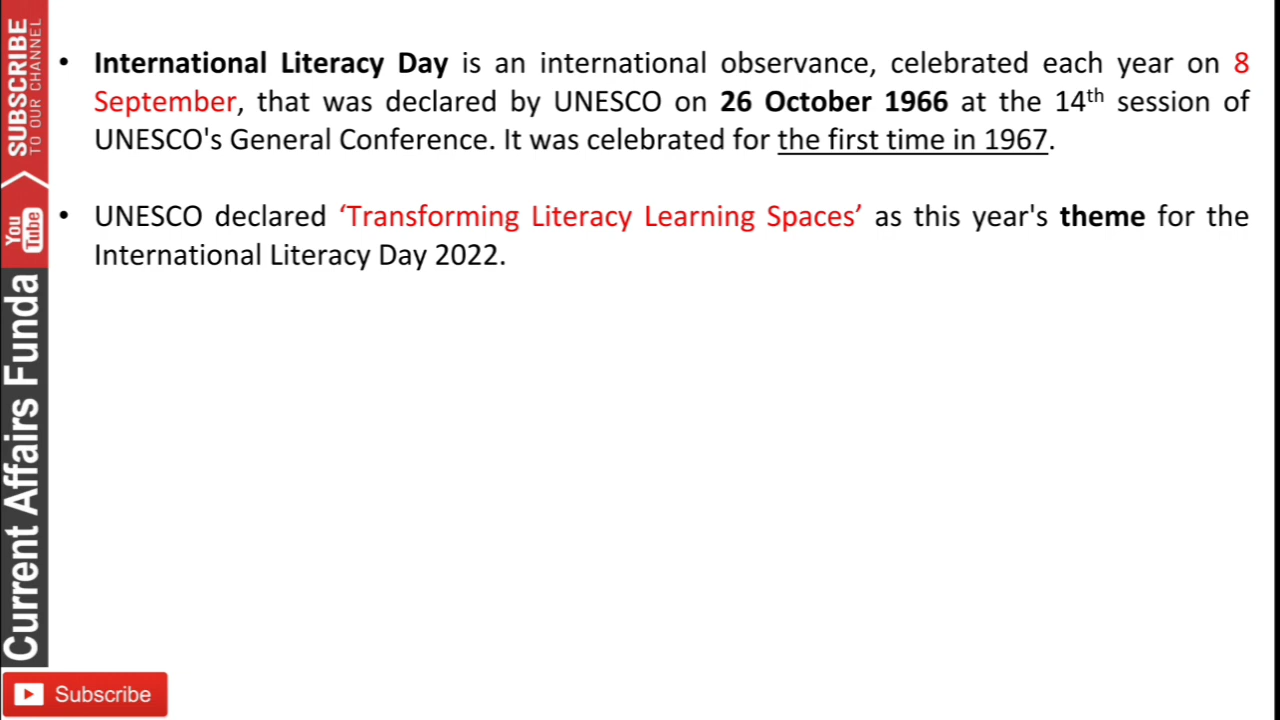 • International Literacy Day is an international observance, celebrated each year on 8
September, that was declared by UNESCO on 26 October 1966 at the 14th session of
UNESCO's General Conference. It was celebrated for the first time in 1967.
• UNESCO declared ‘Transforming Literacy Learning Spaces’ as this year's theme for the
International Literacy Day 2022.
SUBSCRIBE
TO OUR CHANNEL
You
Tube
Current Affairs Funda
Subscribe